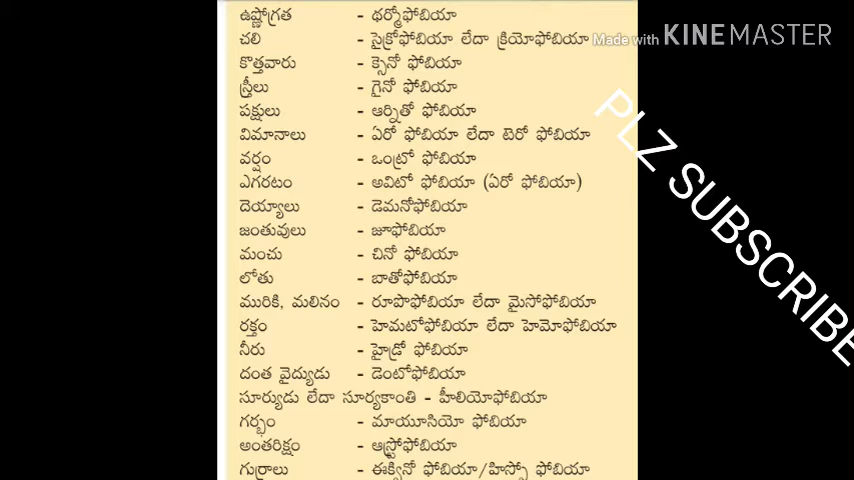 ఉష్ణోగ్రత - థర్మోఫోబియా
చలి - సైక్రోఫోబియా లేదా క్రియోఫోబియా
Made with KINEMASTER
కొత్తవారు - క్సెనో ఫోబియా
స్త్రీలు - గైనో ఫోబియా
పక్షులు - ఆర్నితో ఫోబియా
విమానాలు - ఏరో ఫోబియా లేదా టెరో ఫోబియా
వర్షం - ఒంట్రో ఫోబియా
ఎగరటం - అవిటో ఫోబియా (ఏరో ఫోబియా)
దెయ్యాలు - డెమనోఫోబియా
జంతువులు - జూఫోబియా
మంచు - చినో ఫోబియా
లోతు - బాతోఫోబియా
మురికి, మలినం - రూపొఫోబియా లేదా మైసోఫోబియా
రక్తం - హెమటోఫోబియా లేదా హెమోఫోబియా
నీరు - హైడ్రో ఫోబియా
దంత వైద్యుడు - డెంటోఫోబియా
సూర్యుడు లేదా సూర్యకాంతి - హీలియోఫోబియా
గర్భం - మాయూసియో ఫోబియా
అంతరిక్షం - ఆస్ట్రోఫోబియా
గుర్రాలు - ఈక్వినో ఫోబియా/హిప్పో ఫోబియా
PLZ SUBSCRIBE